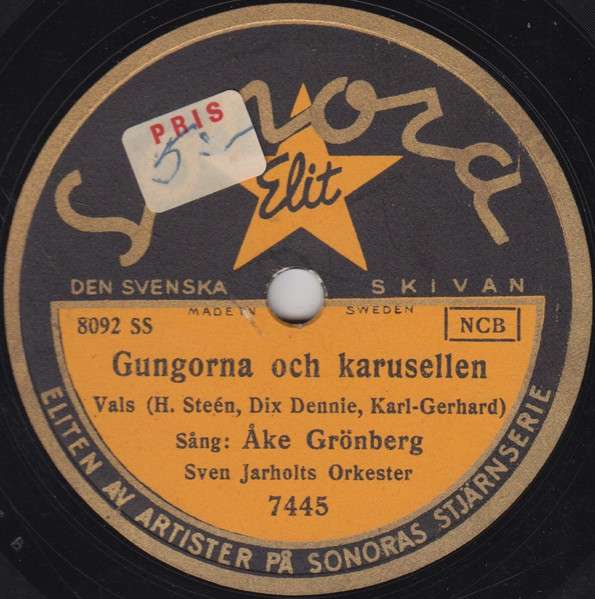 Sonora
PRIS
5:-
Elit
DEN SVENSKA SKIVAN
MADE IN SWEDEN
8092 SS
NCB
Gungorna och karusellen
Vals (H. Steén, Dix Dennie, Karl-Gerhard)
Sång: Åke Grönberg
Sven Jarholts Orkester
7445
ELITEN AV ARTISTER PÅ SONORAS STJÄRNSERIE